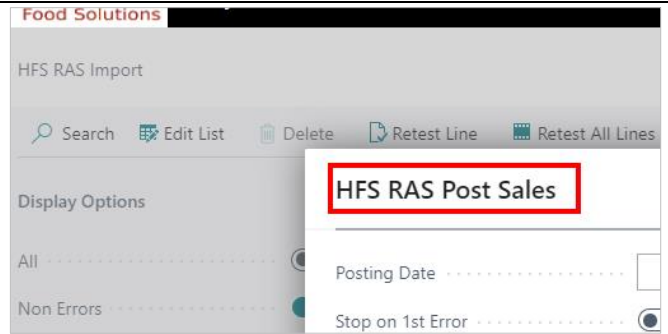 Food Solutions
HFS RAS Import
Search Edit List Delete Retest Line Retest All Lines
Display Options
HFS RAS Post Sales
All
Posting Date
Non Errors
Stop on 1st Error